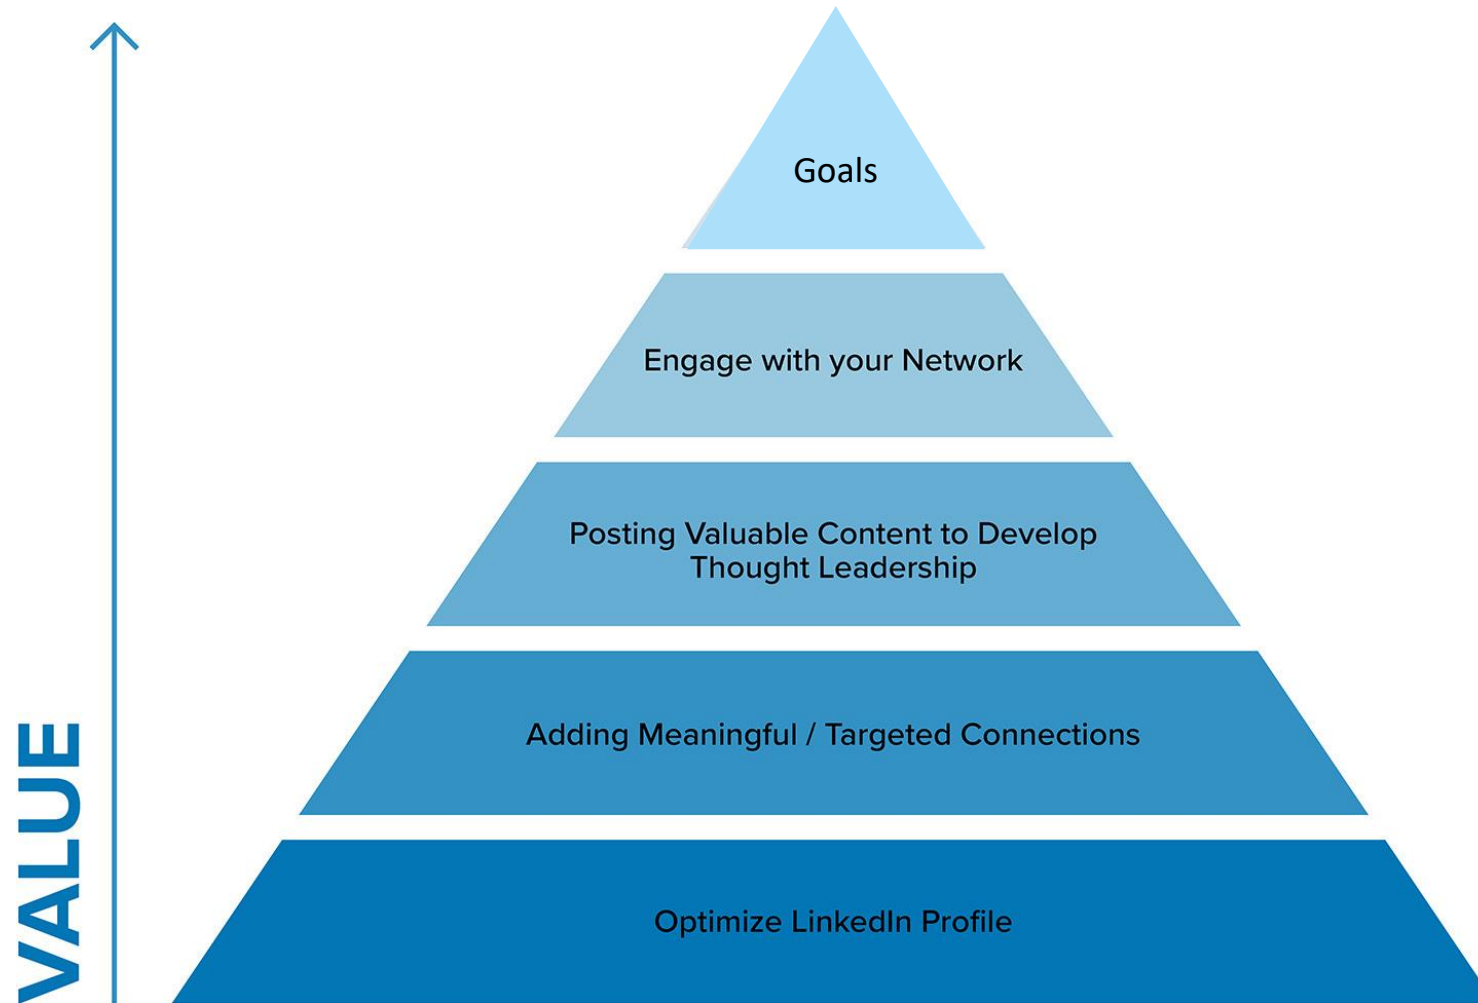 Goals
Engage with your Network
Posting Valuable Content to Develop
Thought Leadership
Adding Meaningful / Targeted Connections
Optimize LinkedIn Profile
VALUE